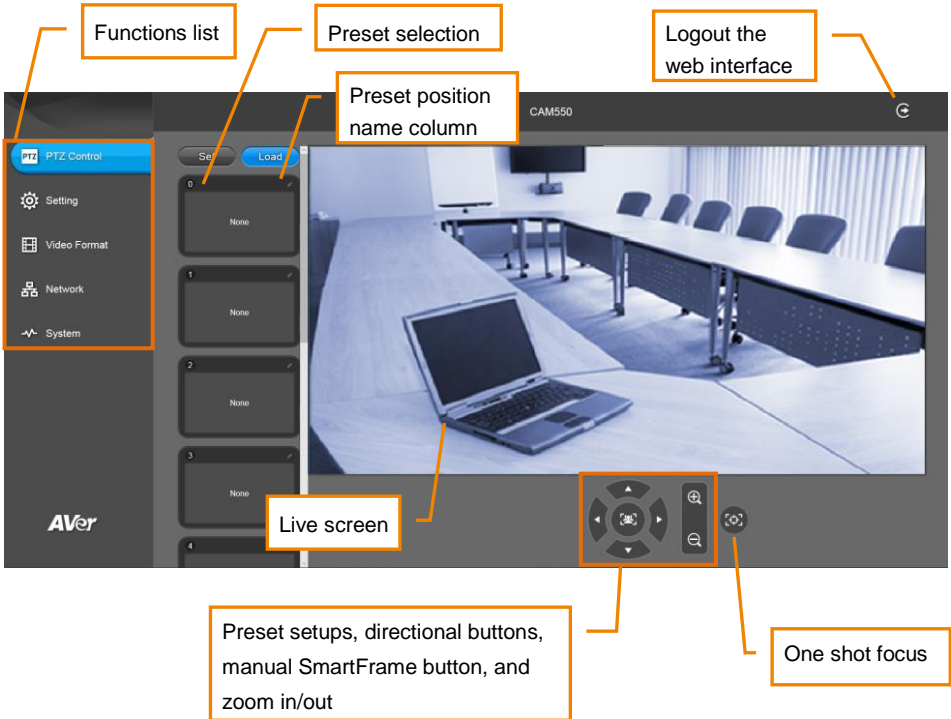 Functions list
Preset selection
Logout the
web interface
Preset position
name column
CAM550
PTZ
PTZ Control
Load
0
None
Setting
Video Format
1
None
Network
System
2
None
3
None
Live screen
4
AVer
Preset setups, directional buttons,
manual SmartFrame button, and
zoom in/out
One shot focus